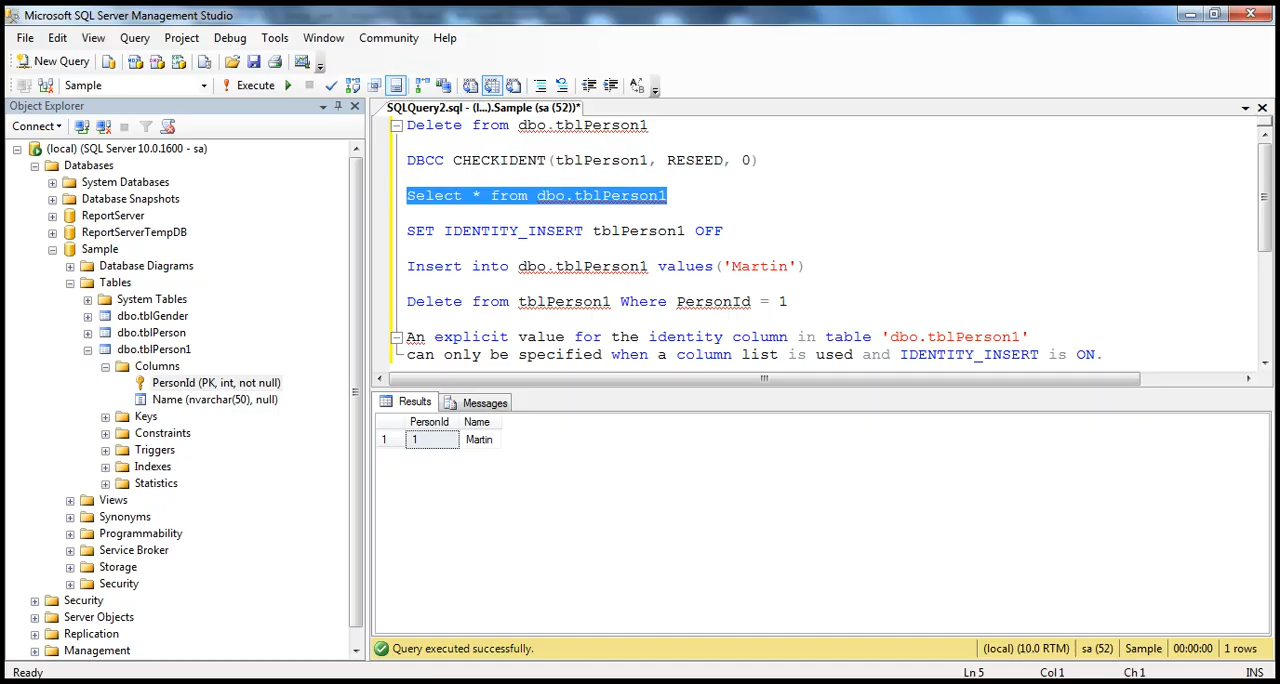 Microsoft SQL Server Management Studio
File Edit View Query Project Debug Tools Window Community Help
New Query
Sample Execute
Object Explorer
Connect
(local) (SQL Server 10.0.1600 - sa)
Databases
System Databases
Database Snapshots
ReportServer
ReportServerTempDB
Sample
Database Diagrams
Tables
System Tables
dbo.tblGender
dbo.tblPerson
dbo.tblPerson1
Columns
PersonId (PK, int, not null)
Name (nvarchar(50), null)
Keys
Constraints
Triggers
Indexes
Statistics
Views
Synonyms
Programmability
Service Broker
Storage
Security
Security
Server Objects
Replication
Management
SQLQuery2.sql - (l...).Sample (sa (52))*
Delete from dbo.tblPerson1
DBCC CHECKIDENT(tblPerson1, RESEED, 0)
Select * from dbo.tblPerson1
SET IDENTITY_INSERT tblPerson1 OFF
Insert into dbo.tblPerson1 values('Martin')
Delete from tblPerson1 Where PersonId = 1
An explicit value for the identity column in table 'dbo.tblPerson1'
can only be specified when a column list is used and IDENTITY_INSERT is ON.
Results Messages
PersonId Name
1 1 Martin
Query executed successfully. (local) (10.0 RTM) sa (52) Sample 00:00:00 1 rows
Ready Ln 5 Col 1 Ch 1 INS